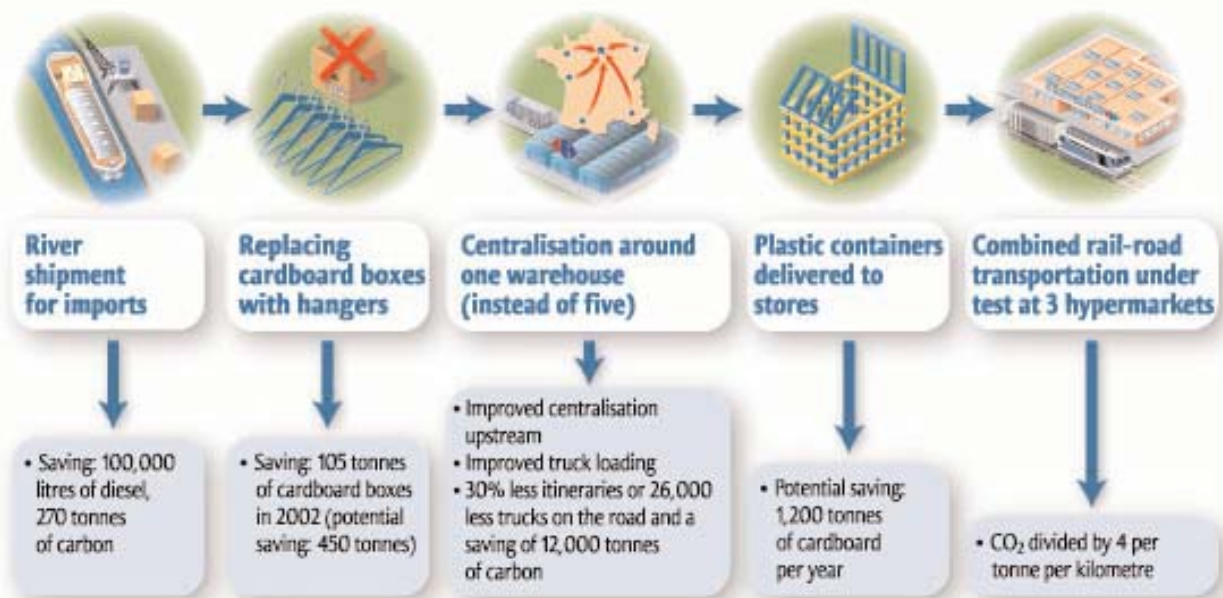 River
shipment
for imports
Replacing
cardboard boxes
with hangers
Centralisation around
one warehouse
(instead of five)
Plastic containers
delivered to
stores
Combined rail-road
transportation under
test at 3 hypermarkets
• Saving: 100,000
litres of diesel,
270 tonnes
of carbon
• Saving: 105 tonnes
of cardboard boxes
in 2002 (potential
saving: 450 tonnes)
• Improved centralisation
upstream
• Improved truck loading
• 30% less itineraries or 26,000
less trucks on the road and a
saving of 12,000 tonnes
of carbon
• Potential saving:
1,200 tonnes
of cardboard
per year
• CO₂ divided by 4 per
tonne per kilometre